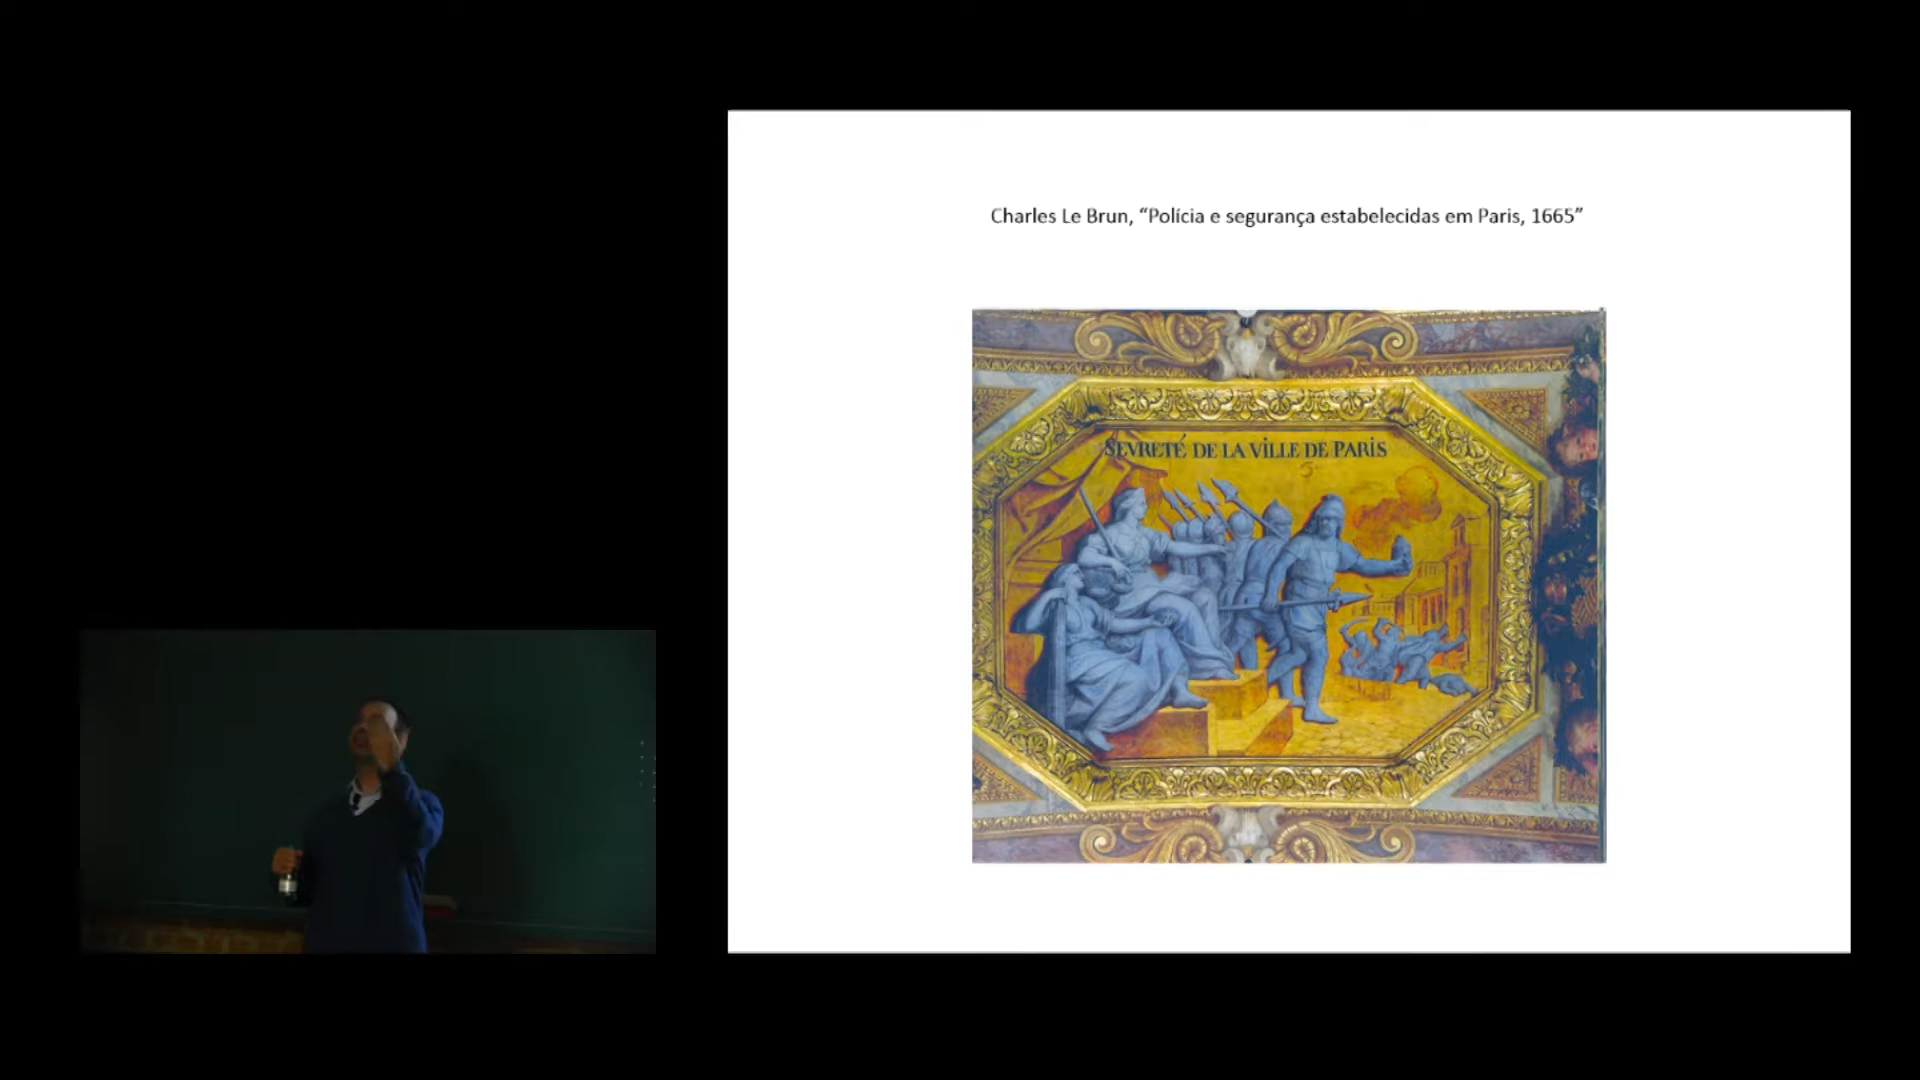 Charles Le Brun, “Polícia e segurança estabelecidas em Paris, 1665”
SEVRETÉ DE LA VILLE DE PARIS